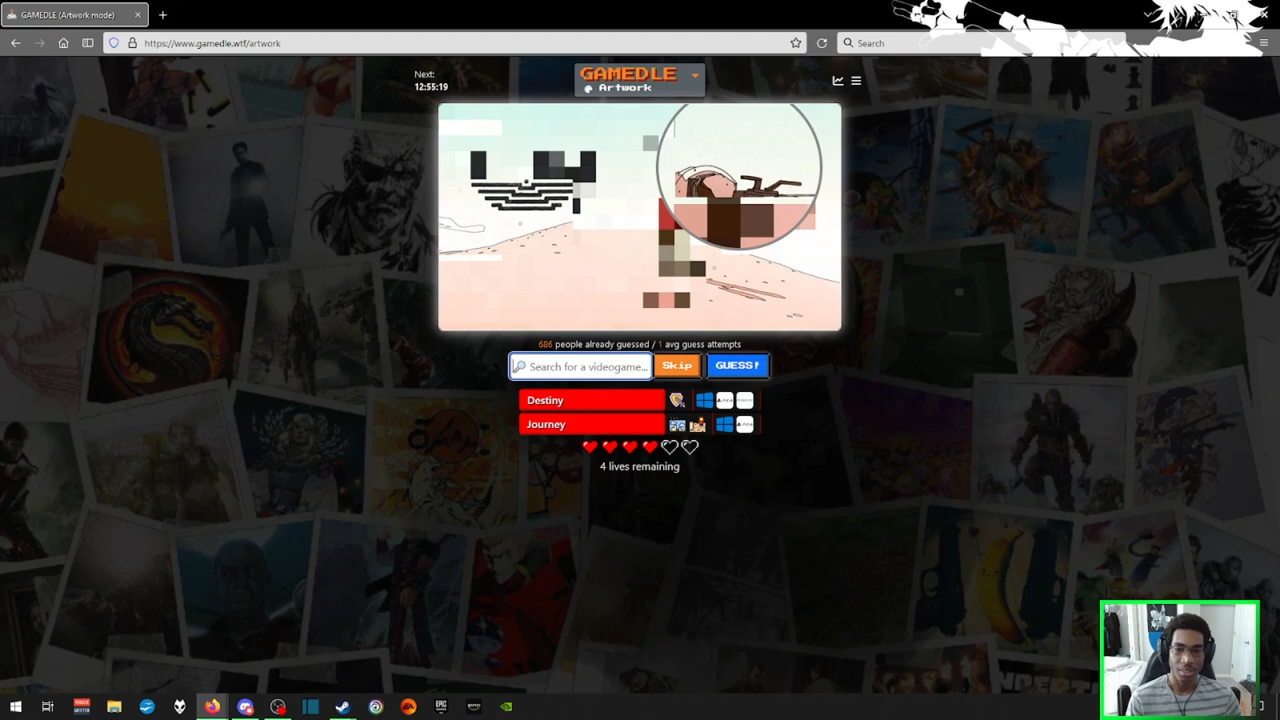 GAMEDLE (Artwork mode)
https://www.gamedle.wtf/artwork
Search
Next:
12:55:19
GAMEDLE
Artwork
686 people already guessed / 1 avg guess attempts
Search for a videogame...
Skip
GUESS!
Destiny
Journey
4 lives remaining